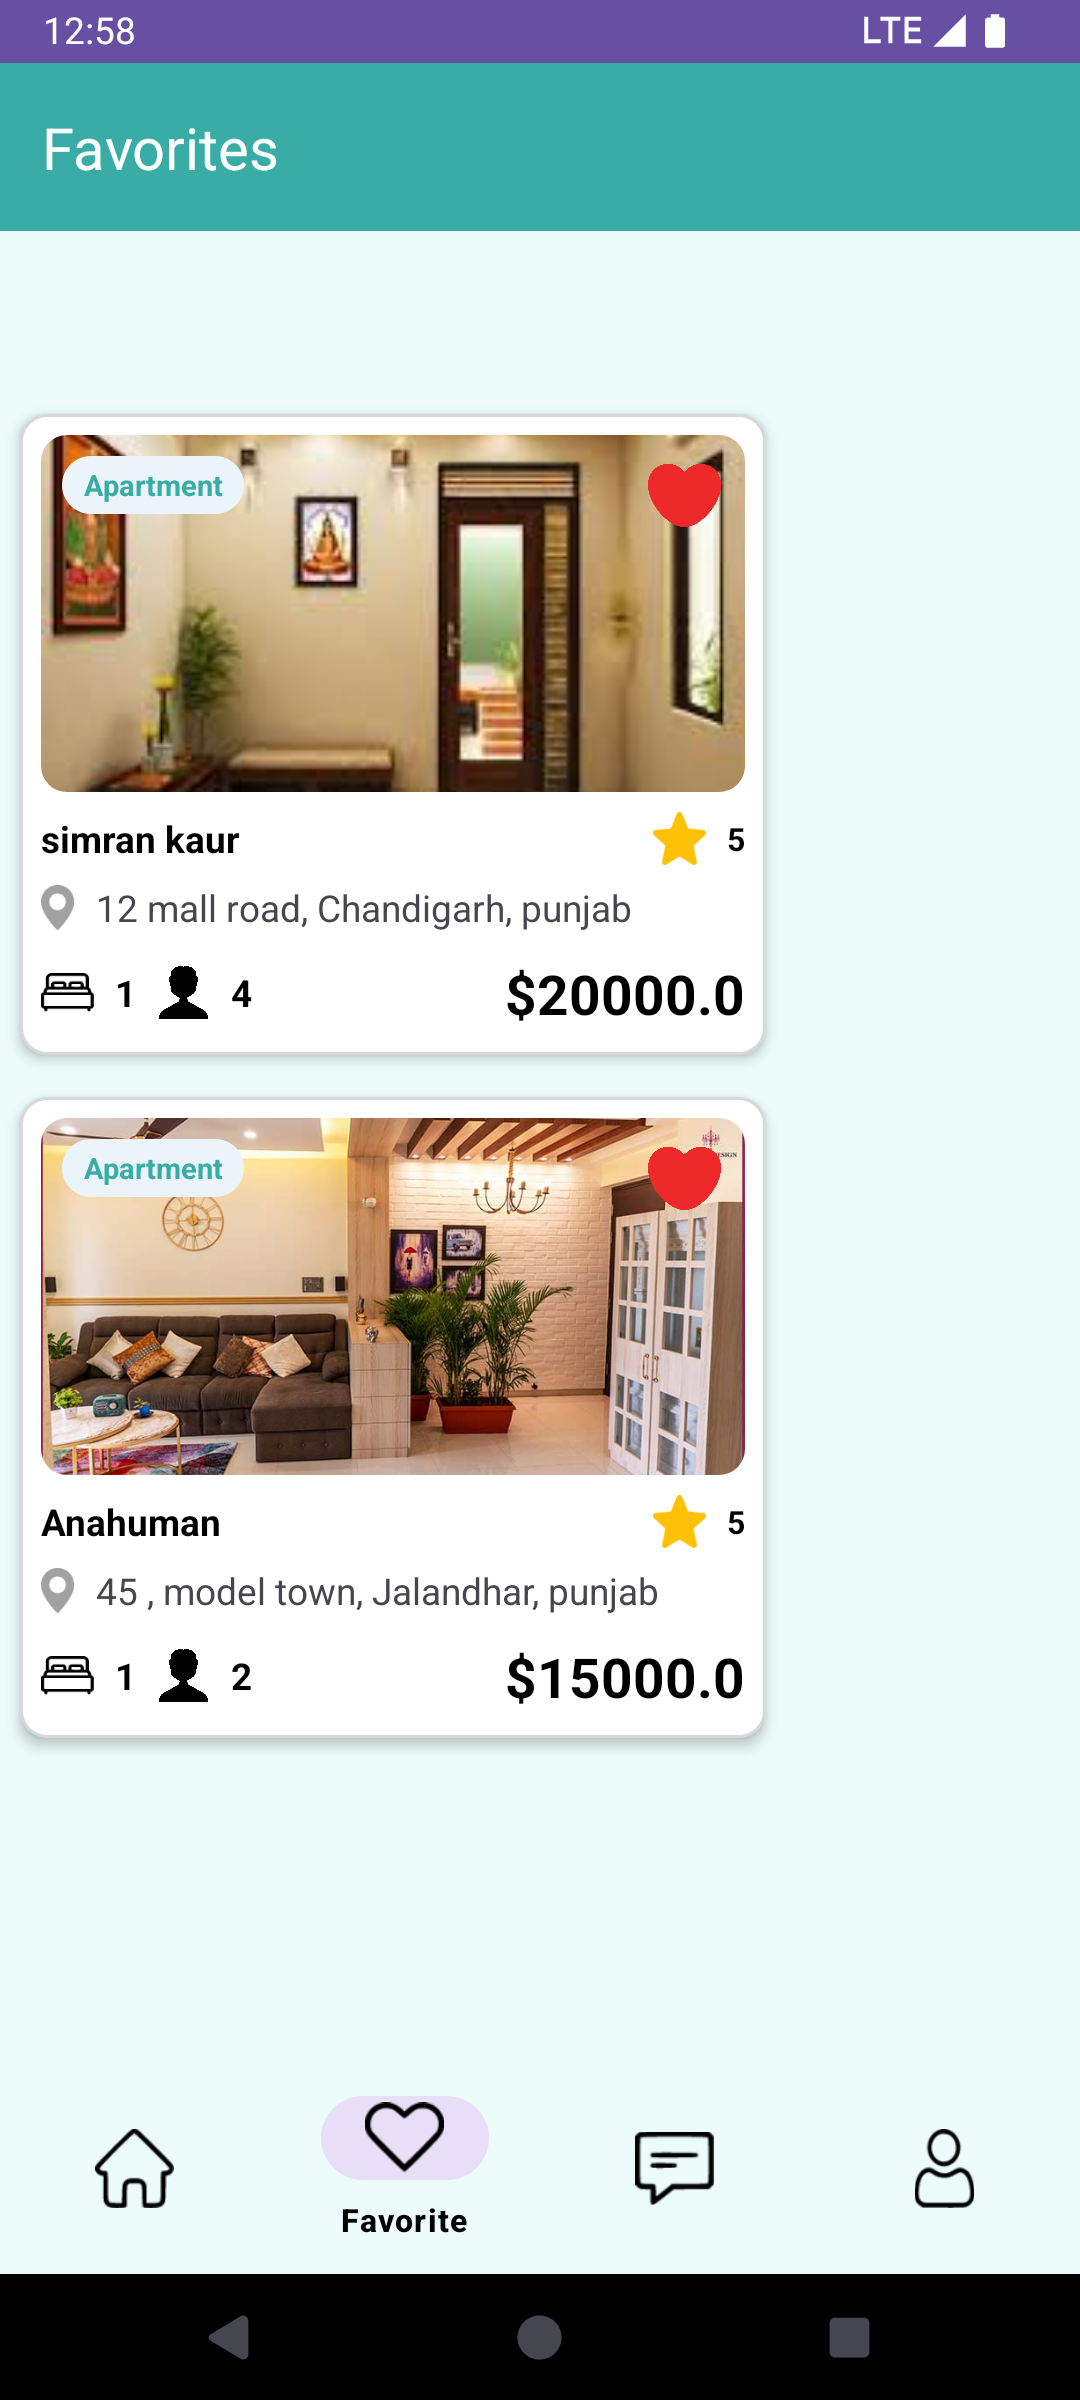 12:58 LTE
Favorites
Apartment
simran kaur 5
12 mall road, Chandigarh, punjab
1 4 $20000.0
Apartment
ESIGN
Anahuman 5
45 , model town, Jalandhar, punjab
1 2 $15000.0
Favorite